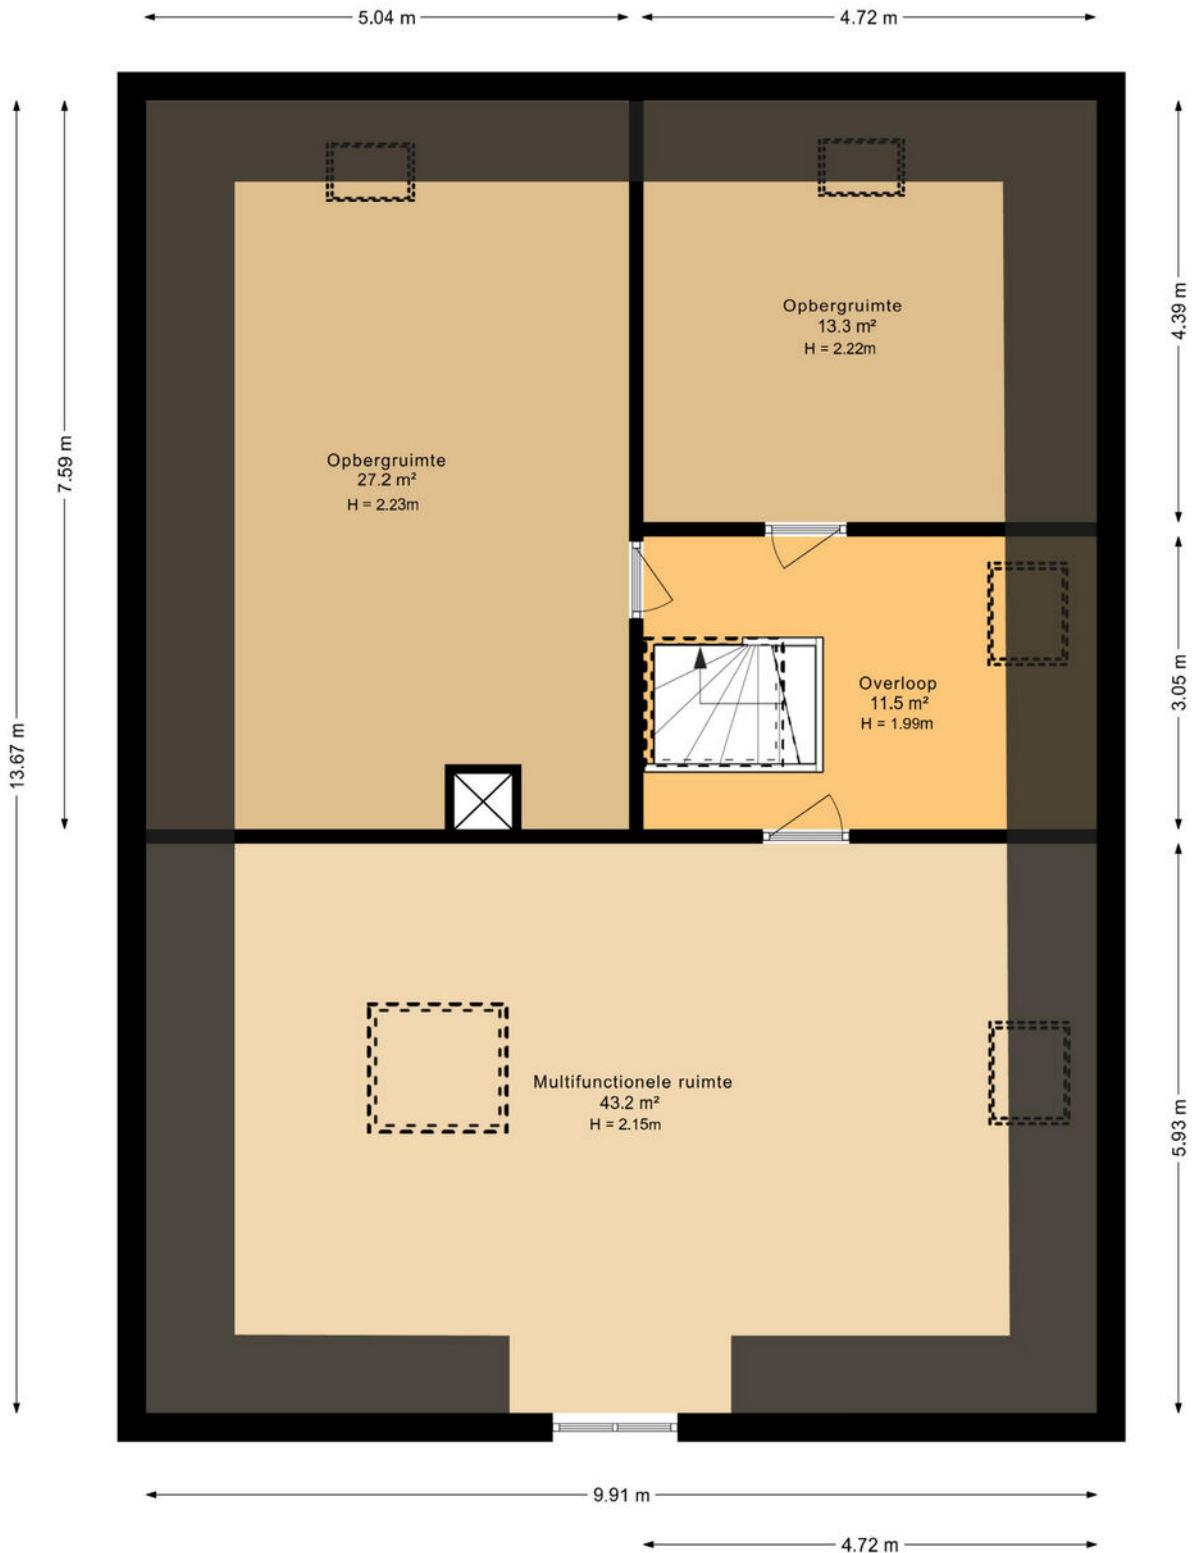 5.04 m
4.72 m
4.39 m
7.59 m
Opbergruimte
13.3 m²
H = 2.22m
Opbergruimte
27.2 m²
H = 2.23m
3.05 m
Overloop
11.5 m²
H = 1.99m
13.67 m
Multifunctionele ruimte
43.2 m²
H = 2.15m
5.93 m
9.91 m
4.72 m